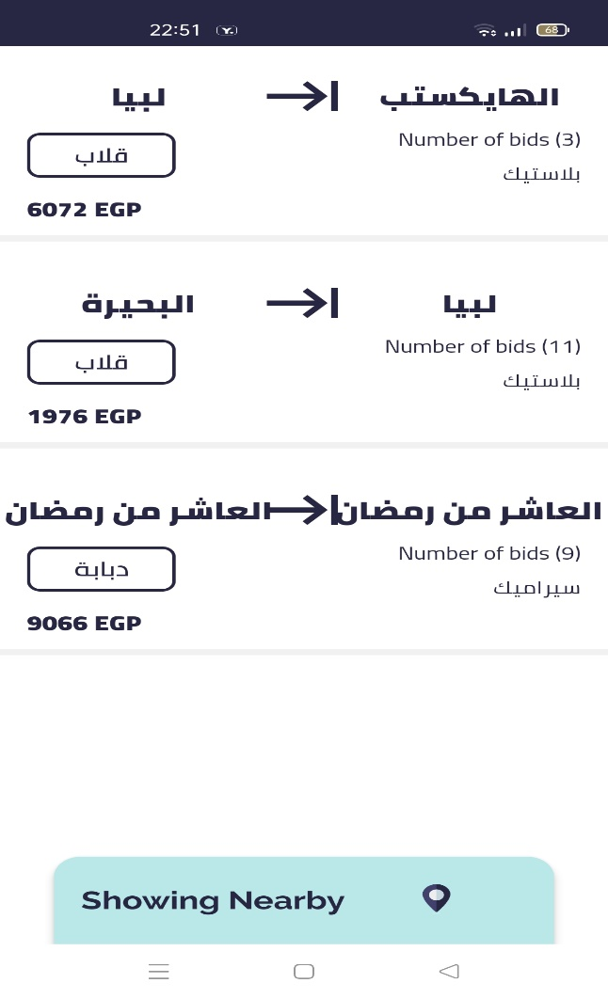 22:51
68
لبيا
الهايكستب
Number of bids (3)
قلاب
بلاستيك
6072 EGP
البحيرة
لبيا
Number of bids (11)
قلاب
بلاستيك
1976 EGP
العاشر من رمضان
العاشر من رمضان
Number of bids (9)
دبابة
سيراميك
9066 EGP
Showing Nearby